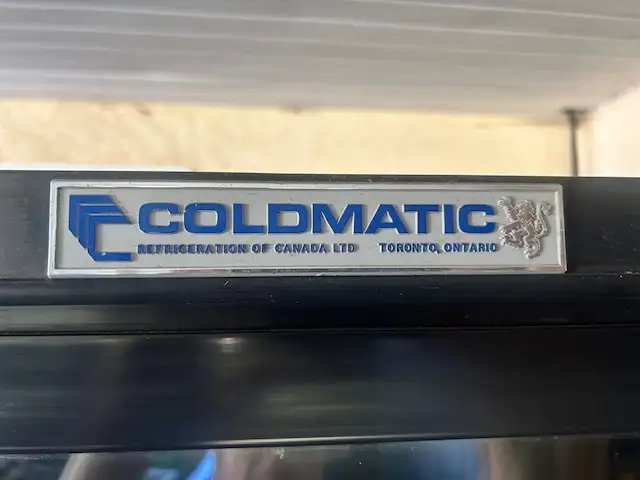 COLDMATIC
REFRIGERATION OF CANADA LTD TORONTO, ONTARIO